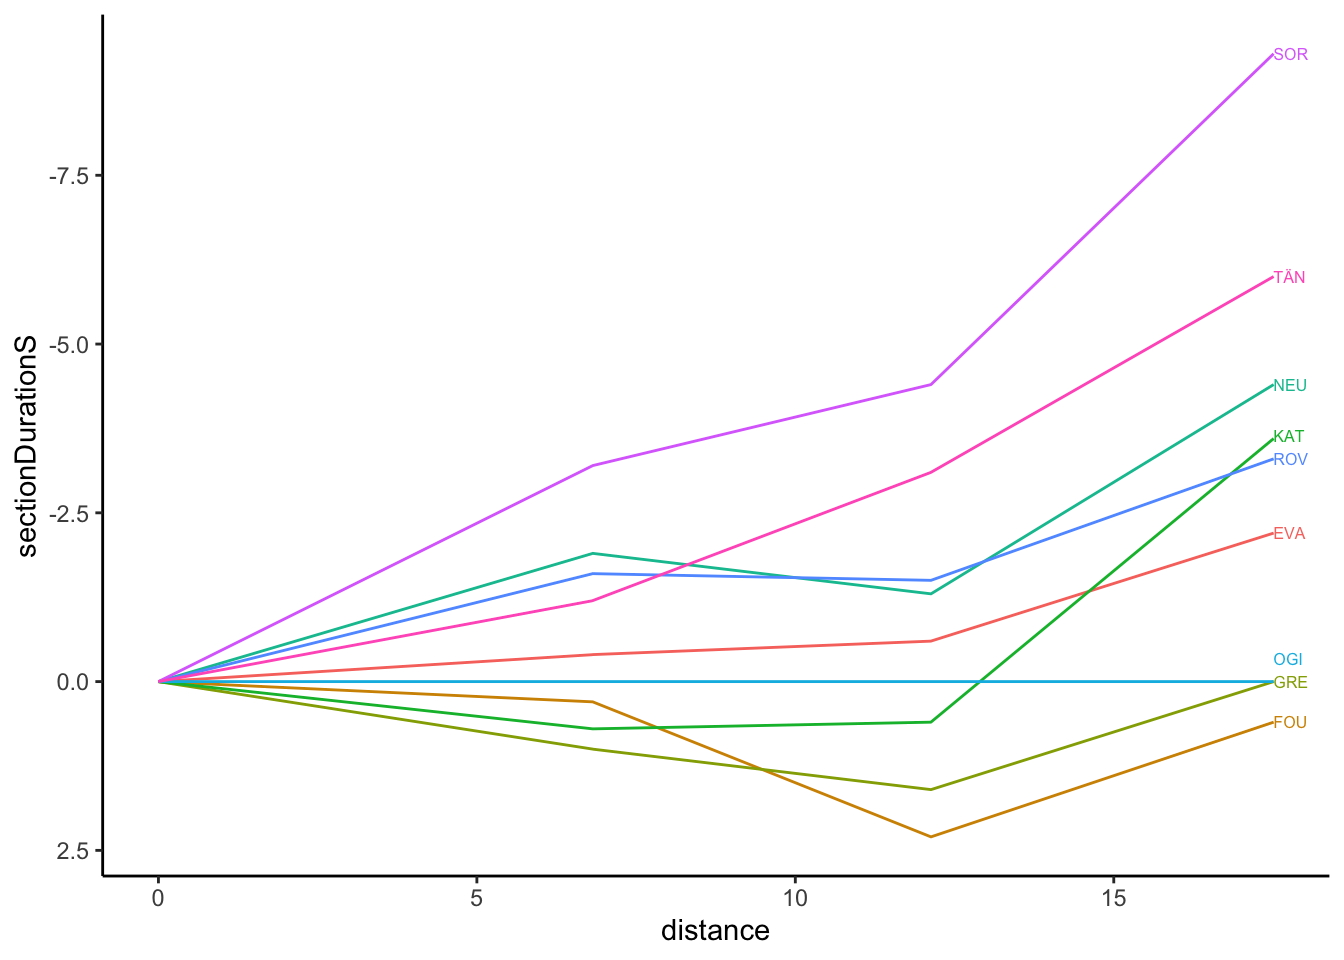 SOR
-7.5
TÄN
-5.0
NEU
KAT
ROV
-2.5
EVA
OGI
0.0
GRE
FOU
2.5
0 5 10 15
distance
sectionDurationS